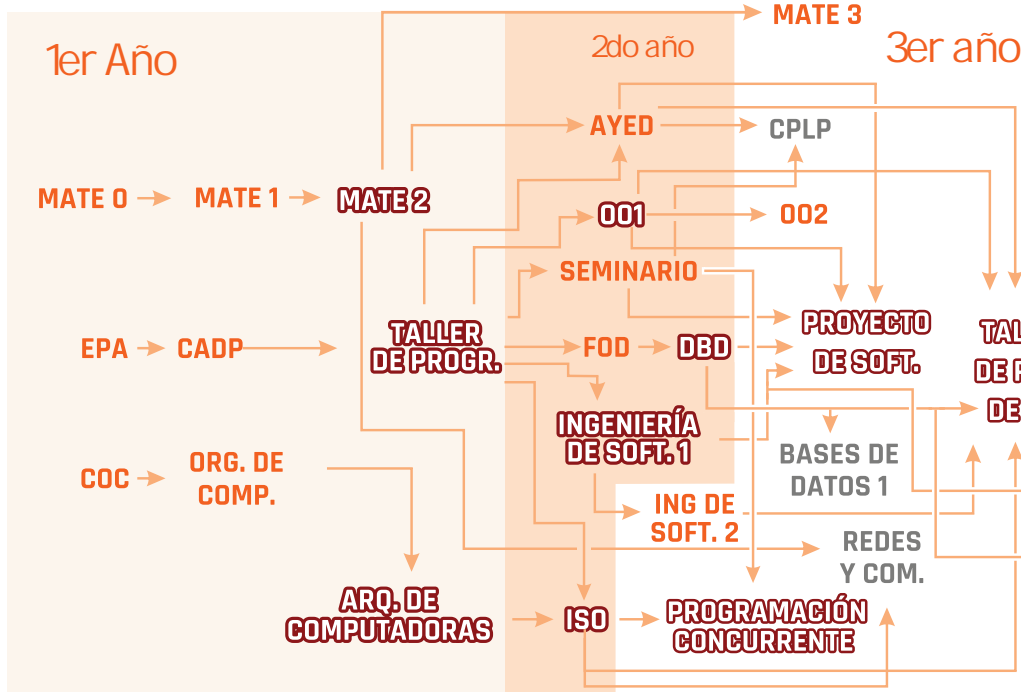 1er Año
2do año
3er año
MATE 3
AYED
CPLP
MATE 0
MATE 1
MATE 2
OO1
OO2
SEMINARIO
EPA
CADP
TALLER
DE PROGR.
FOD
DBD
PROYECTO
DE SOFT.
DE
INGENIERÍA
DE SOFT. 1
BASES DE
DATOS 1
COC
ORG. DE
COMP.
ING DE
SOFT. 2
REDES
Y COM.
ARQ. DE
COMPUTADORAS
ISO
PROGRAMACIÓN
CONCURRENTE